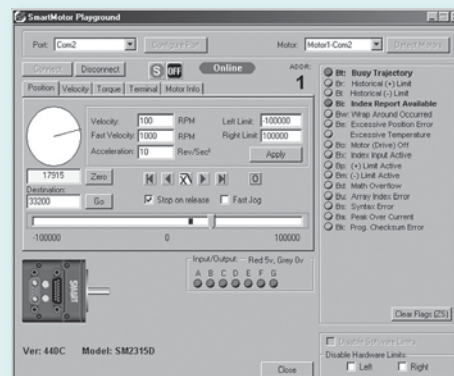 SmartMotor Playground
Port: Com2 Configure Port Motor: Motor1-Com2 Detect Motors
Connect Disconnect S OFF Online ADDR: 1
Position Velocity Torque Terminal Motor Info
Velocity: 100 RPM Left Limit: -100000
Fast Velocity: 1000 RPM Right Limit: 100000
Acceleration: 10 Rev/Sec² Apply
17915 Zero
Destination:
33200 Go Stop on release Fast Jog
-100000 0 100000
Input/Output: Red 5v, Grey 0v
A B C D E F G
SMART
Ver: 440C Model: SM2315D
Close
Bt: Busy Trajectory
Br: Historical (+) Limit
Bl: Historical (-) Limit
Bi: Index Report Available
Bw: Wrap Around Occurred
Be: Excessive Position Error
Excessive Temperature
Bo: Motor (Drive) Off
Bx: Index Input Active
Bp: (+) Limit Active
Bm: (-) Limit Active
Bd: Math Overflow
Bu: Array Index Error
Bs: Syntax Error
Ba: Peak Over Current
Bk: Prog. Checksum Error
Clear Flags (ZS)
Disable Software Limits
Disable Hardware Limits:
Left Right